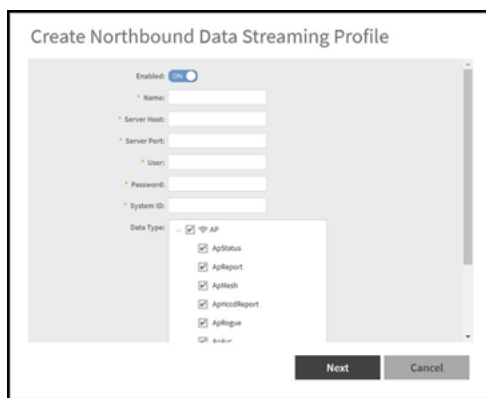 Create Northbound Data Streaming Profile
Enabled: ON
* Name:
* Server Host:
* Server Port:
* User:
* Password:
* System ID:
Data Type: AP
ApStatus
ApReport
ApMesh
ApHccdReport
ApRogue
Next Cancel